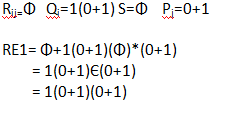 Rij=Φ Qi=1(0+1) S=Φ Pi=0+1
RE1= Φ+1(0+1)(Φ)*(0+1)
= 1(0+1)Є(0+1)
= 1(0+1)(0+1)